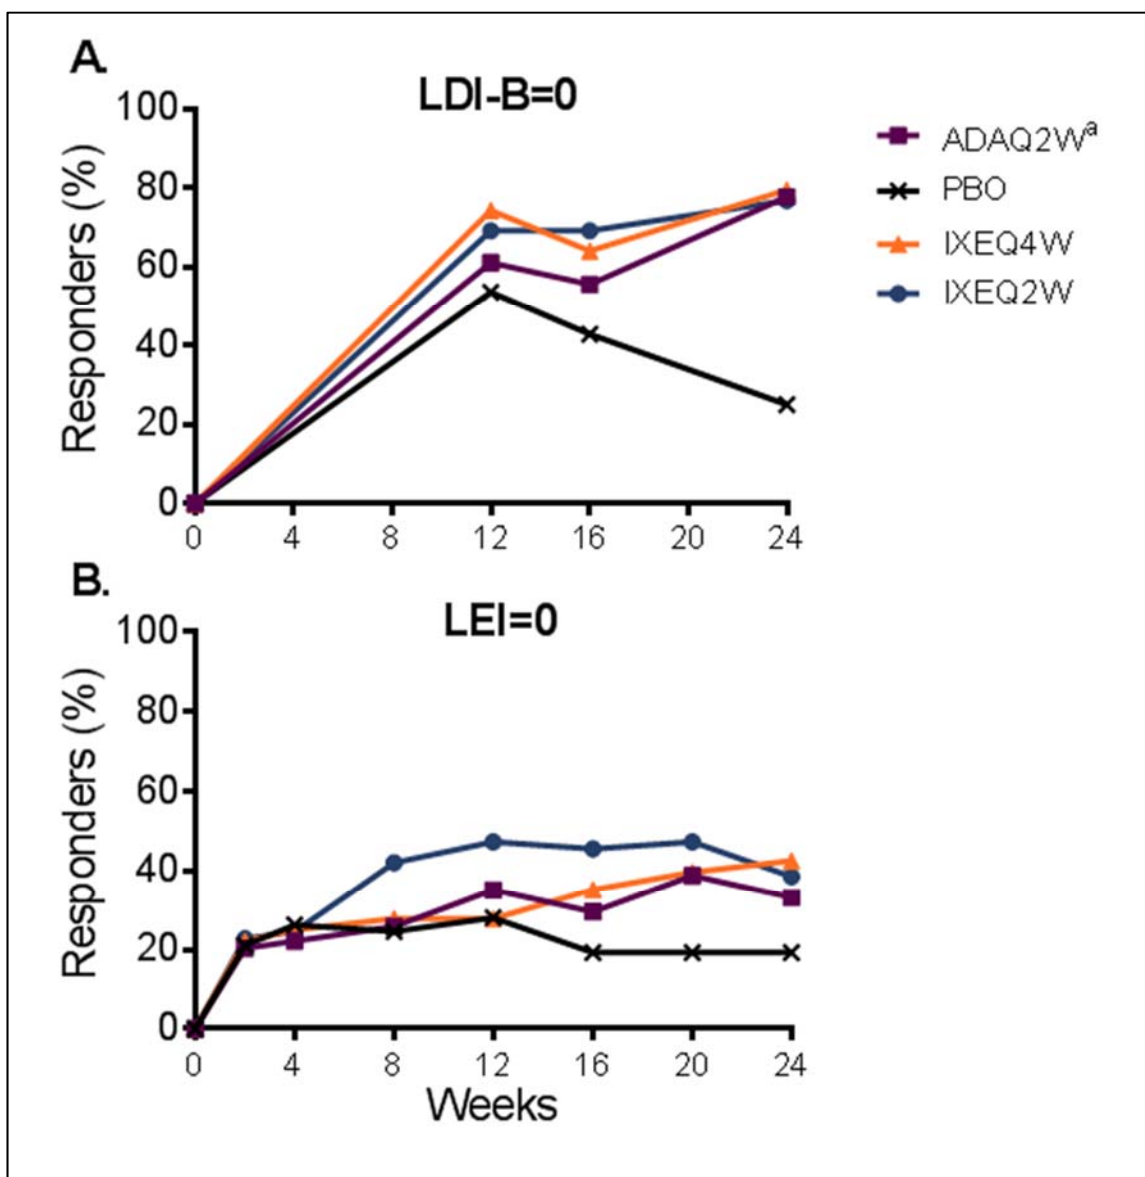 A.
LDI-B=0
100
80
60
40
20
0
Responders (%)
0 4 8 12 16 20 24
ADAQ2Wª
PBO
IXEQ4W
IXEQ2W
B.
LEI=0
100
80
60
40
20
0
Responders (%)
0 4 8 12 16 20 24
Weeks